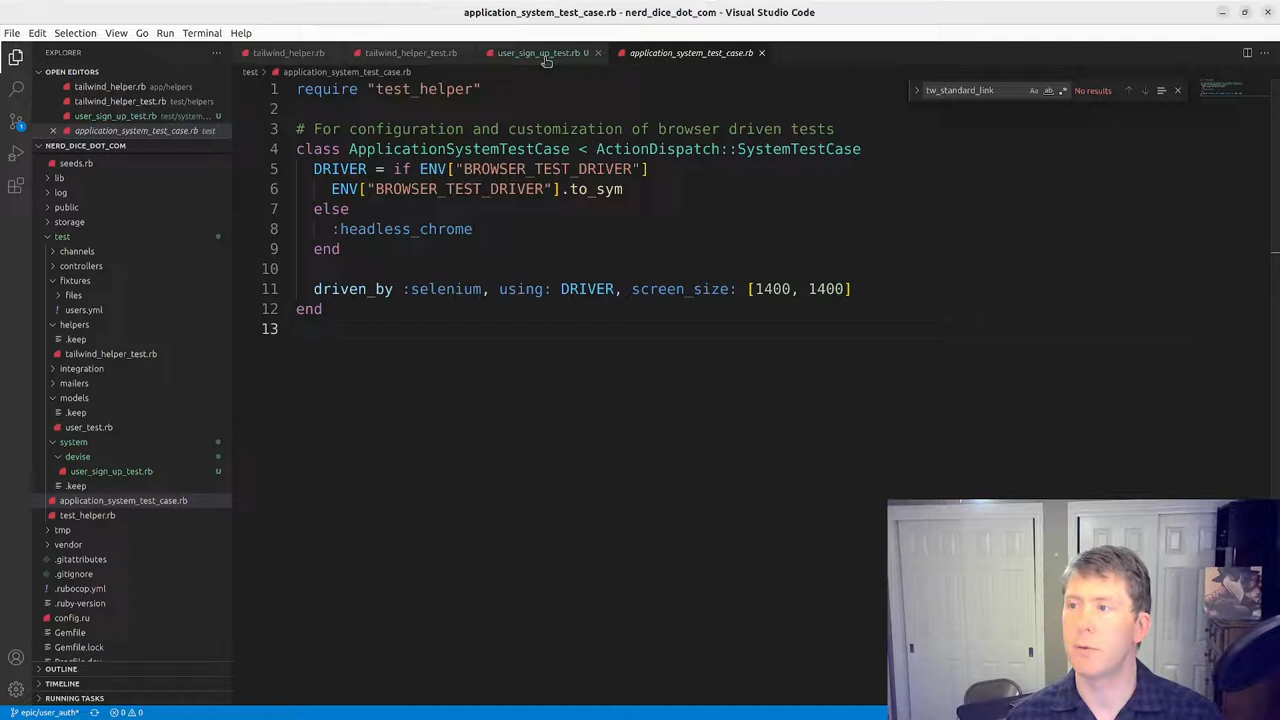 application_system_test_case.rb - nerd_dice_dot_com - Visual Studio Code
File Edit Selection View Go Run Terminal Help
EXPLORER
tailwind_helper.rb
tailwind_helper_test.rb
user_sign_up_test.rb U
application_system_test_case.rb
OPEN EDITORS
tailwind_helper.rb app/helpers
tailwind_helper_test.rb test/helpers
user_sign_up_test.rb test/system... U
application_system_test_case.rb test
NERD_DICE_DOT_COM
seeds.rb
lib
log
public
storage
test
channels
controllers
fixtures
files
users.yml
helpers
.keep
tailwind_helper_test.rb
integration
mailers
models
.keep
user_test.rb
system
devise
user_sign_up_test.rb U
.keep
application_system_test_case.rb
test_helper.rb
tmp
vendor
.gitattributes
.gitignore
.rubocop.yml
.ruby-version
config.ru
Gemfile
Gemfile.lock
OUTLINE
TIMELINE
RUNNING TASKS
test > application_system_test_case.rb
tw_standard_link Aa ab .* No results
1 require "test_helper"
2
3 # For configuration and customization of browser driven tests
4 class ApplicationSystemTestCase < ActionDispatch::SystemTestCase
5 DRIVER = if ENV["BROWSER_TEST_DRIVER"]
6 ENV["BROWSER_TEST_DRIVER"].to_sym
7 else
8 :headless_chrome
9 end
10
11 driven_by :selenium, using: DRIVER, screen_size: [1400, 1400]
12 end
13
epic/user_auth* 0 0